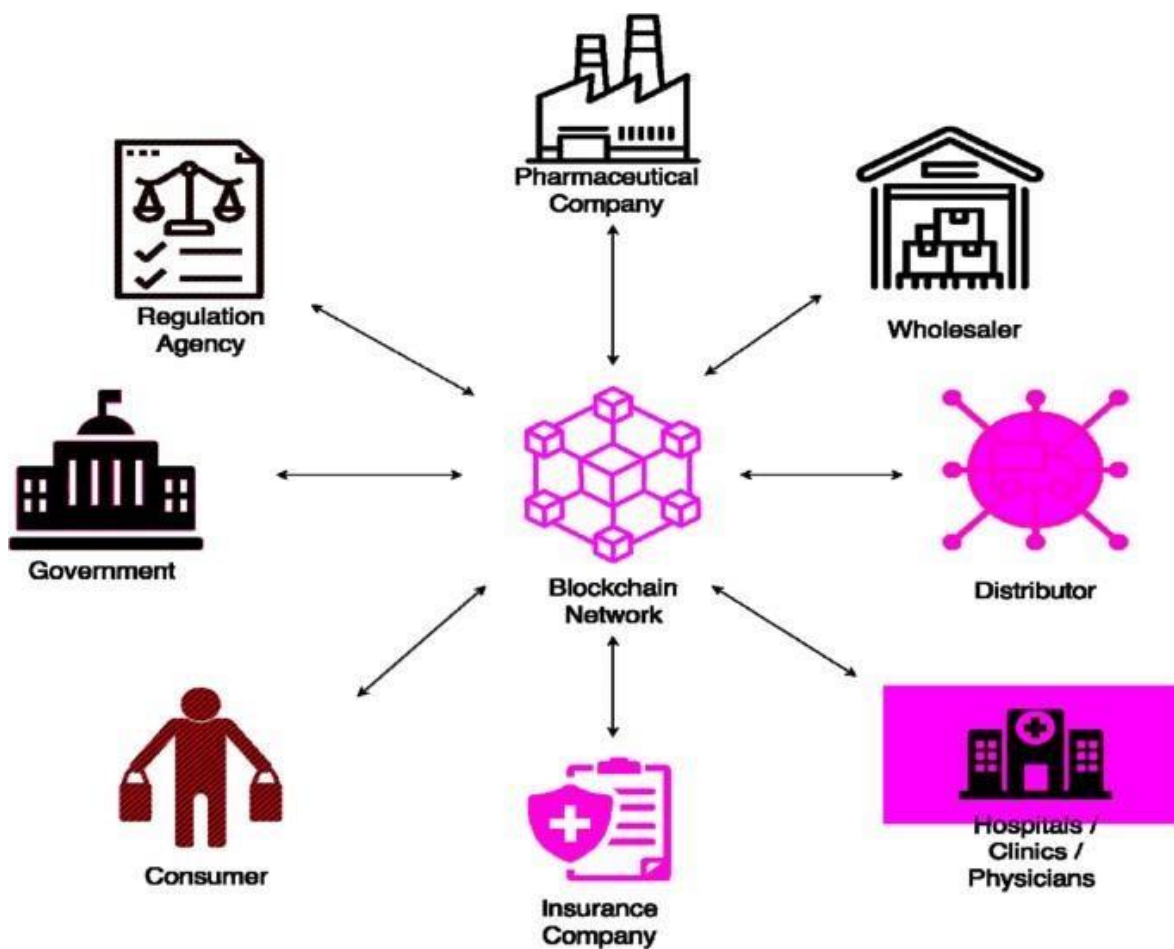 Pharmaceutical
Company
Regulation
Agency
Wholesaler
Government
Blockchain
Network
Distributor
Consumer
Insurance
Company
Hospitals /
Clinics /
Physicians